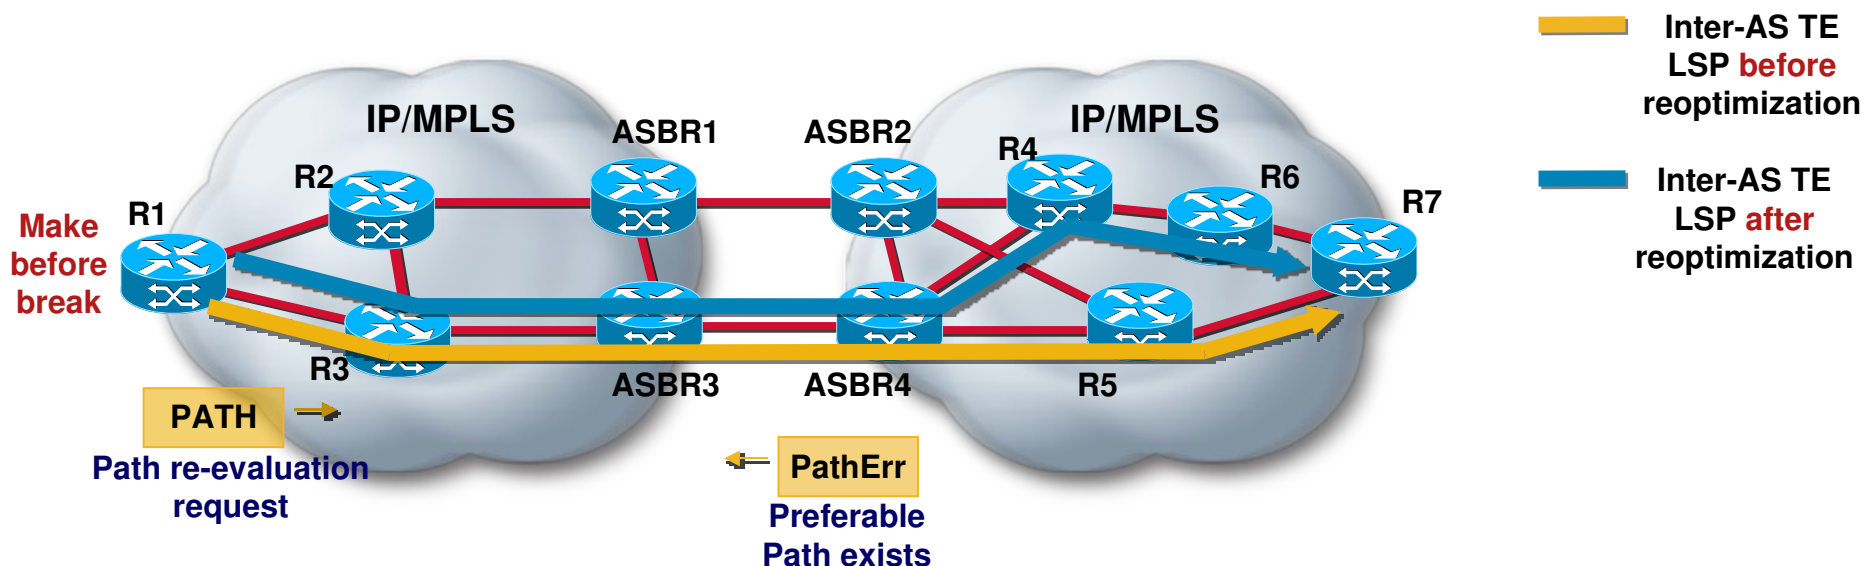 Inter-AS TE
LSP before
reoptimization
IP/MPLS
IP/MPLS
ASBR1
ASBR2
R4
R2
R6
R1
R7
Inter-AS TE
LSP after
reoptimization
Make
before
break
R3
ASBR3
ASBR4
R5
PATH
Path re-evaluation
request
PathErr
Preferable
Path exists